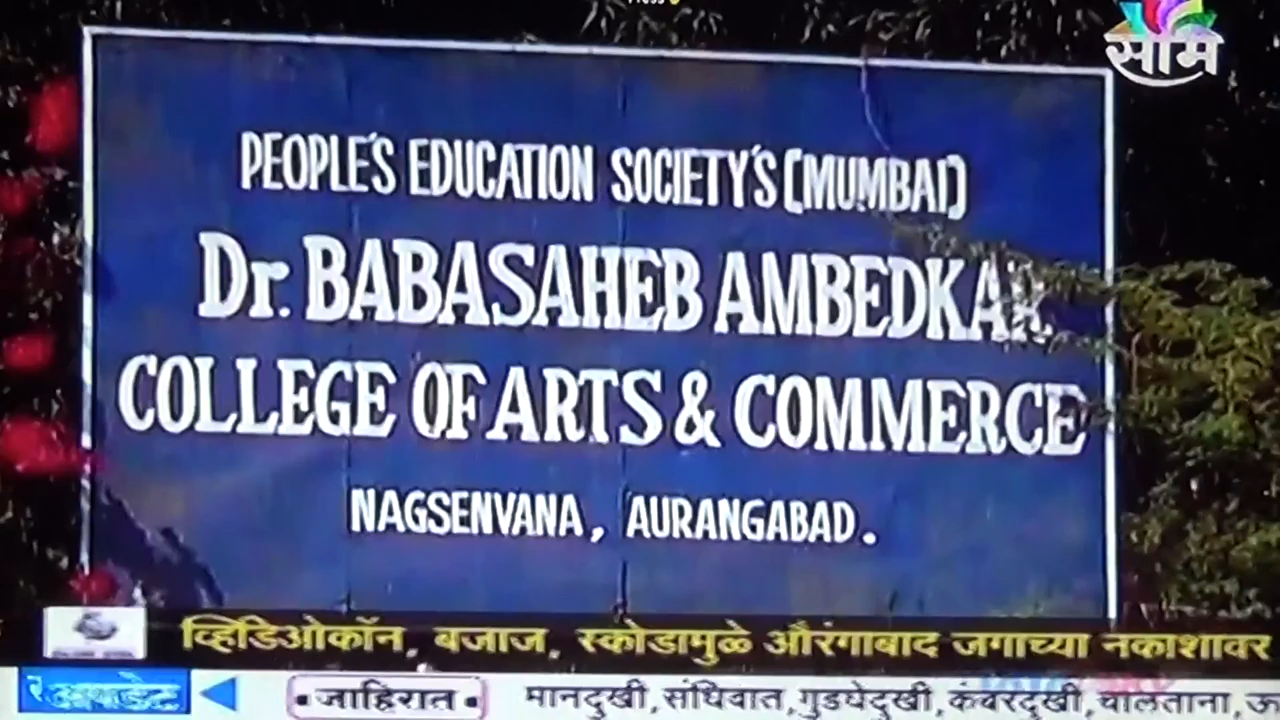 साम
PEOPLE'S EDUCATION SOCIETY'S (MUMBAI)
Dr. BABASAHEB AMBEDKAR
COLLEGE OF ARTS & COMMERCE
NAGSENVANA, AURANGABAD.
व्हिडिओकॉन, बजाज, स्कोडामुळे औरंगाबाद जगाच्या नकाशावर
अपडेट •जाहिरात• मानदुखी,संधिवात,गुडघेदुखी,कंबरदुखी,चालताना,